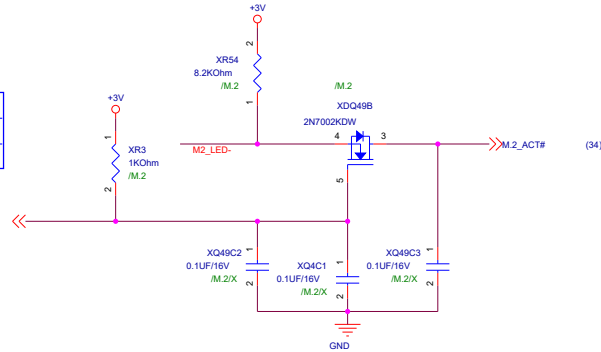 +3V
2
XR54
8.2KOhm
/M.2
1
/M.2
XDQ49B
2N7002KDW
4
3
5
+3V
1
XR3
1KOhm
/M.2
2
M2_LED-
M.2_ACT#
(34)
XQ49C2
0.1UF/16V
/M.2/X
1
2
XQ4C1
0.1UF/16V
/M.2/X
1
2
XQ49C3
0.1UF/16V
/M.2/X
1
2
GND